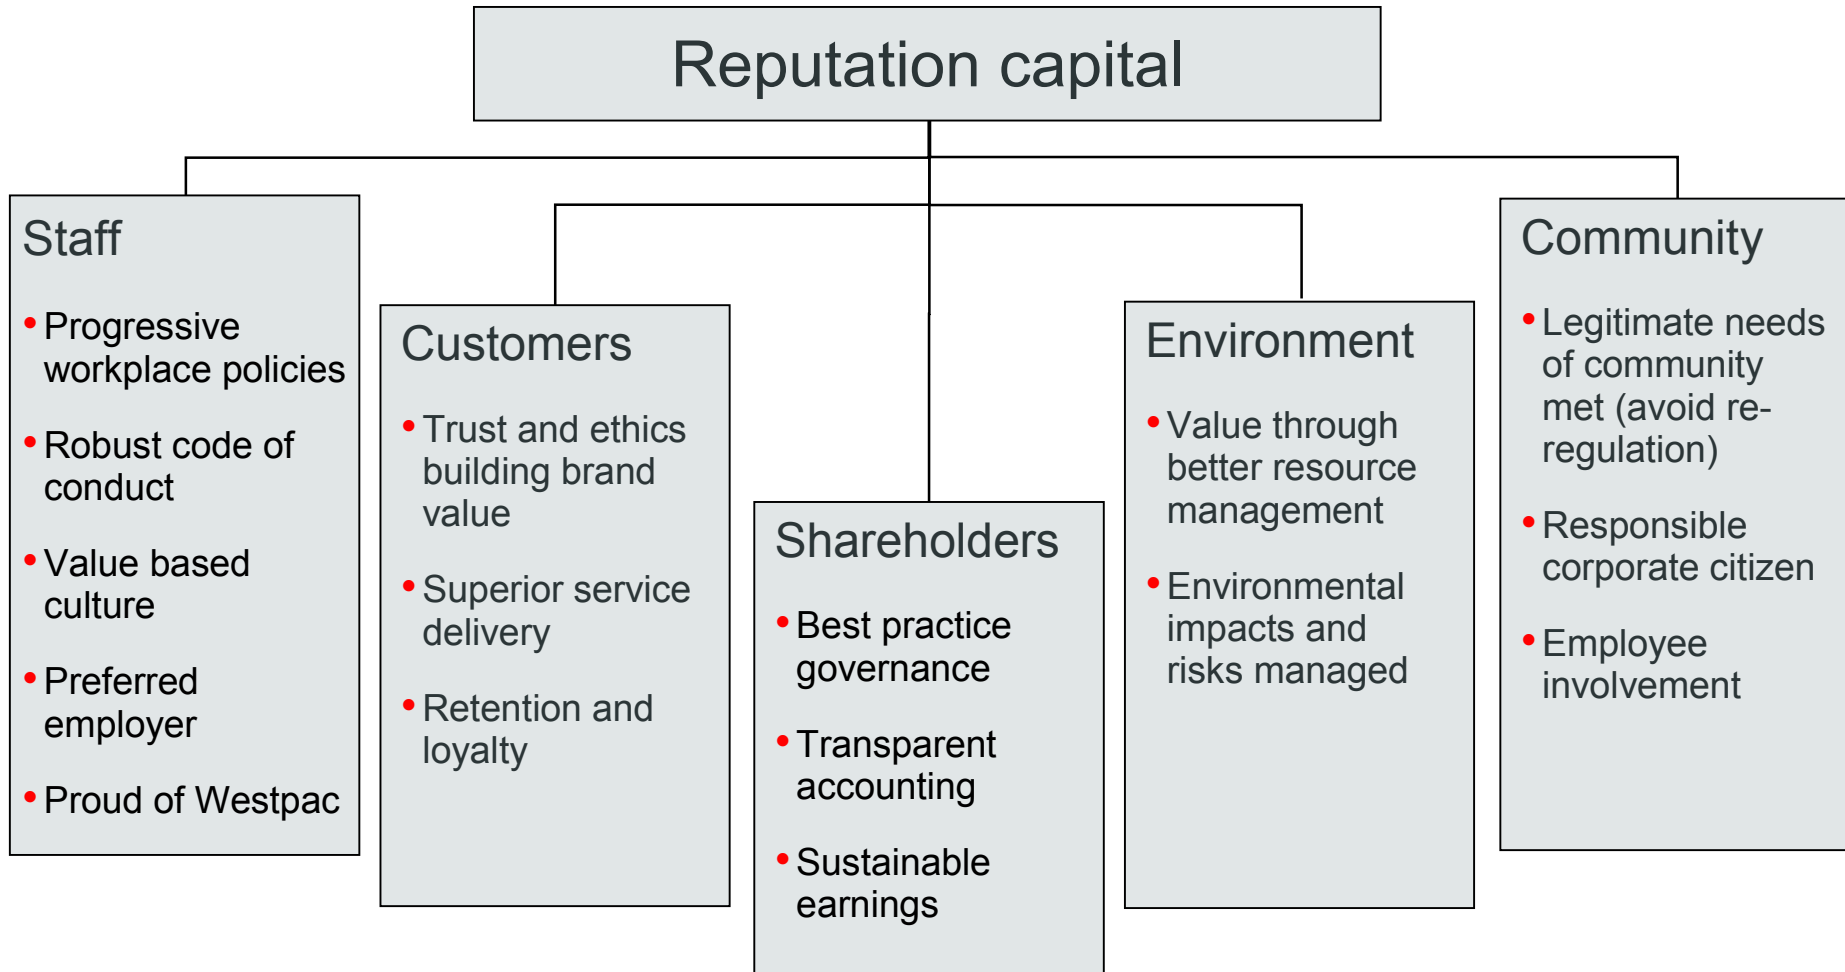 Reputation capital
Staff
• Progressive
workplace policies
• Robust code of
conduct
• Value based
culture
• Preferred
employer
• Proud of Westpac
Customers
• Trust and ethics
building brand
value
• Superior service
delivery
• Retention and
loyalty
Shareholders
• Best practice
governance
• Transparent
accounting
• Sustainable
earnings
Environment
• Value through
better resource
management
• Environmental
impacts and
risks managed
Community
• Legitimate needs
of community
met (avoid re-
regulation)
• Responsible
corporate citizen
• Employee
involvement